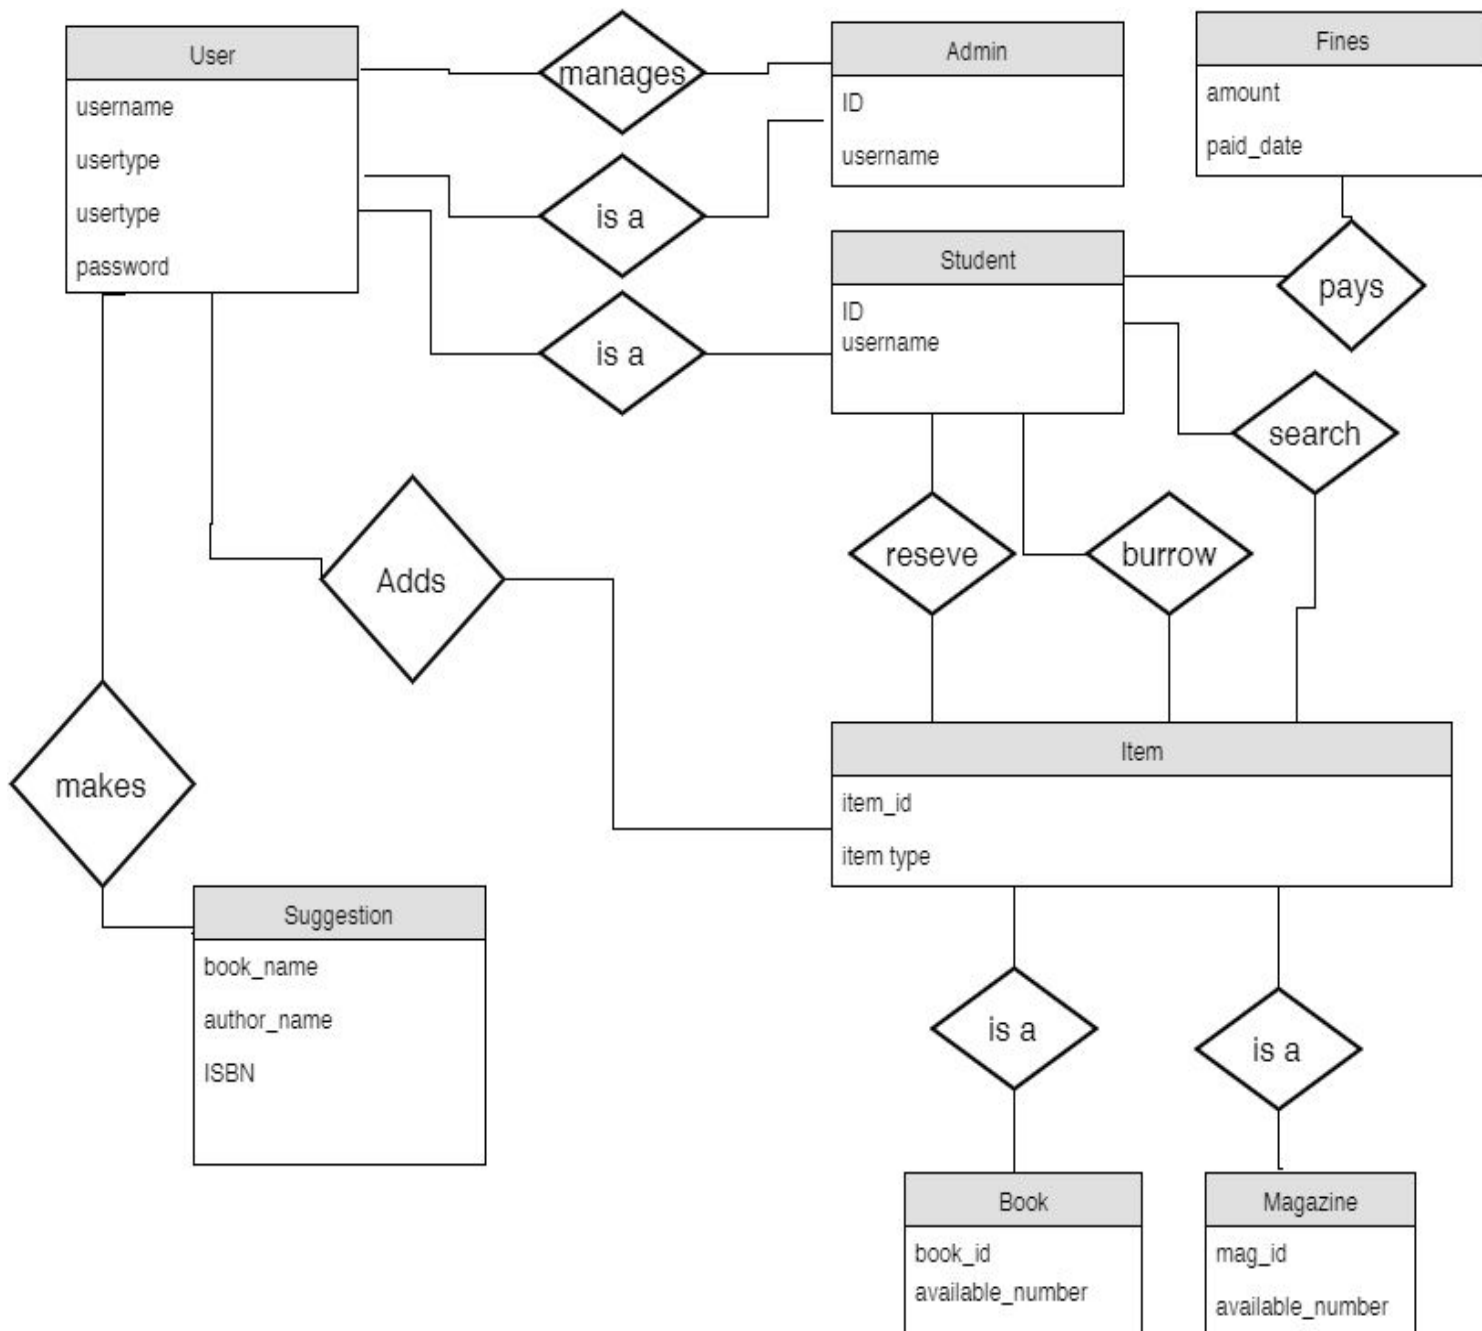 User
username
usertype
usertype
password
manages
is a
is a
Admin
ID
username
Fines
amount
paid_date
Student
ID
username
pays
search
reseve
burrow
Adds
makes
Item
item_id
item type
Suggestion
book_name
author_name
ISBN
is a
is a
Book
book_id
available_number
Magazine
mag_id
available_number